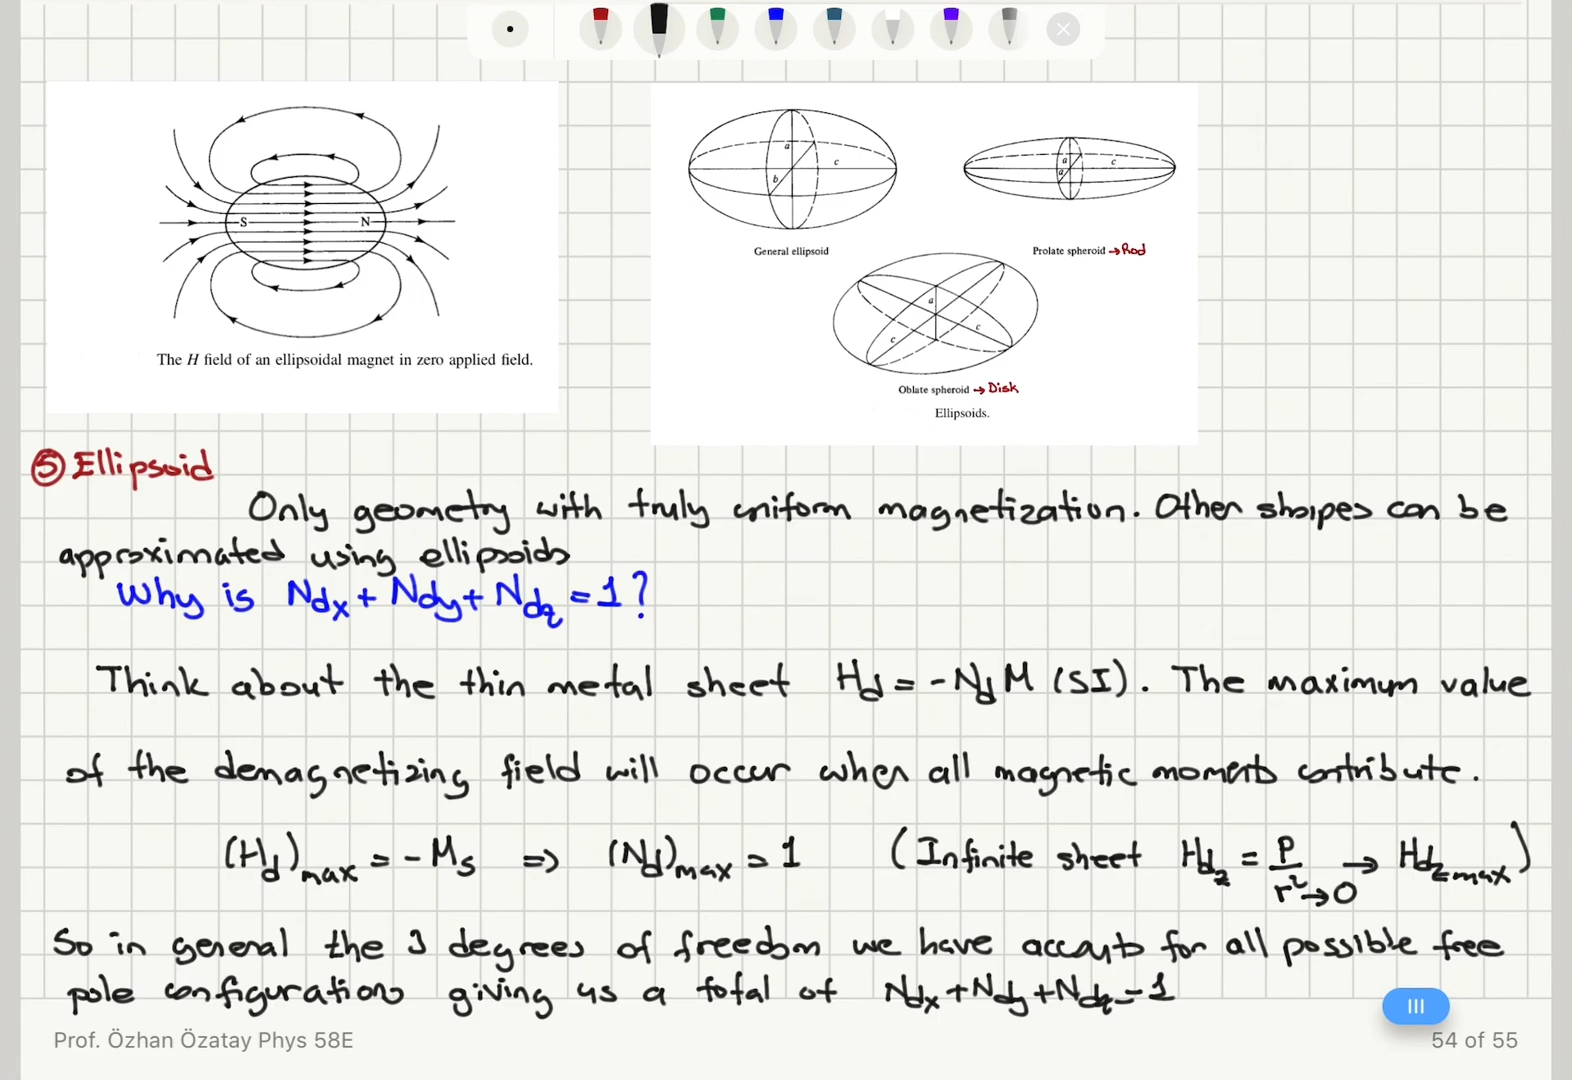 S N
The H field of an ellipsoidal magnet in zero applied field.
a b c
General ellipsoid
a a c
Prolate spheroid → Rod
a c c
Oblate spheroid → Disk
Ellipsoids.
⑤ Ellipsoid
Only geometry with truly uniform magnetization. Other shapes can be
approximated using ellipsoids
Why is Ndx + Ndy + Ndz = 1?
Think about the thin metal sheet Hd = - NdM (SI). The maximum value
of the demagnetizing field will occur when all magnetic moments contribute.
(Hd)max = - Ms ⇒ (Nd)max = 1 (Infinite sheet Hdz = P/r²→0 → Hdz max)
So in general the 3 degrees of freedom we have accounts for all possible free
pole configurations giving us a total of Ndx + Ndy + Ndz = 1
Prof. Özhan Özatay Phys 58E
54 of 55